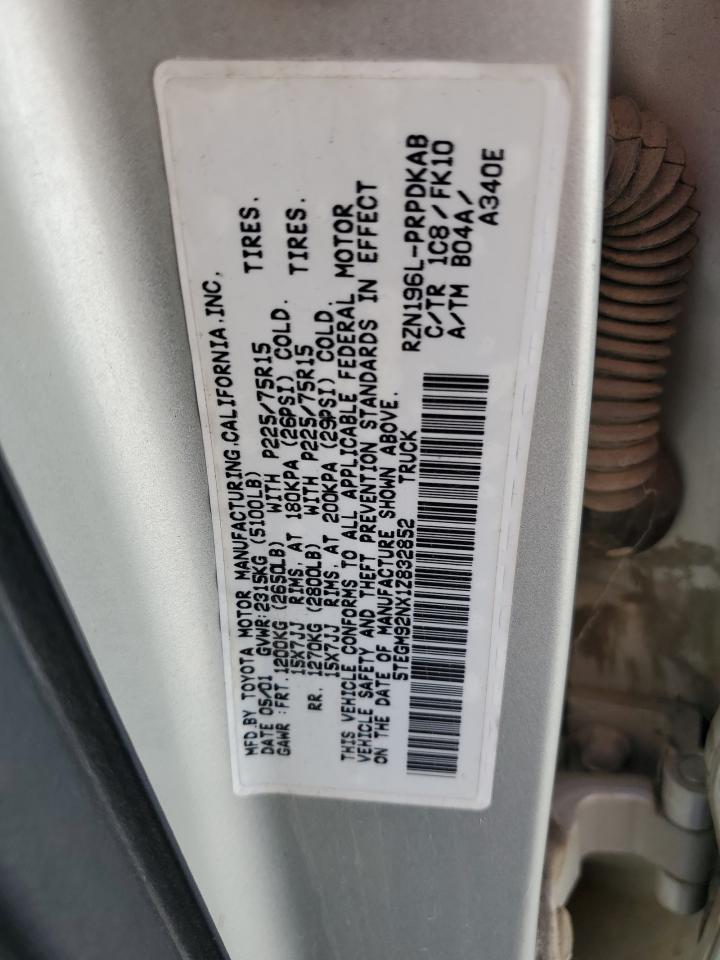 MFD.BY TOYOTA MOTOR MANUFACTURING.CALIFORNIA.INC.
DATE 05/01 GVWR:2315KG (5100LB)
GAWR :FRT.1200KG (2650LB) WITH P225/75R15 TIRES.
15X7JJ RIMS. AT 180KPA (26PSI) COLD.
RR. 1270KG (2800LB) WITH P225/75R15 TIRES.
15X7JJ RIMS. AT 200KPA (29PSI) COLD.
THIS VEHICLE CONFORMS TO ALL APPLICABLE FEDERAL MOTOR
VEHICLE SAFETY AND THEFT PREVENTION STANDARDS IN EFFECT
ON THE DATE OF MANUFACTURE SHOWN ABOVE.
5TEGM92NX1Z832852 TRUCK
RZN196L-PRPDKAB
C/TR 1C8/FK10
A/TM B04A/
A340E